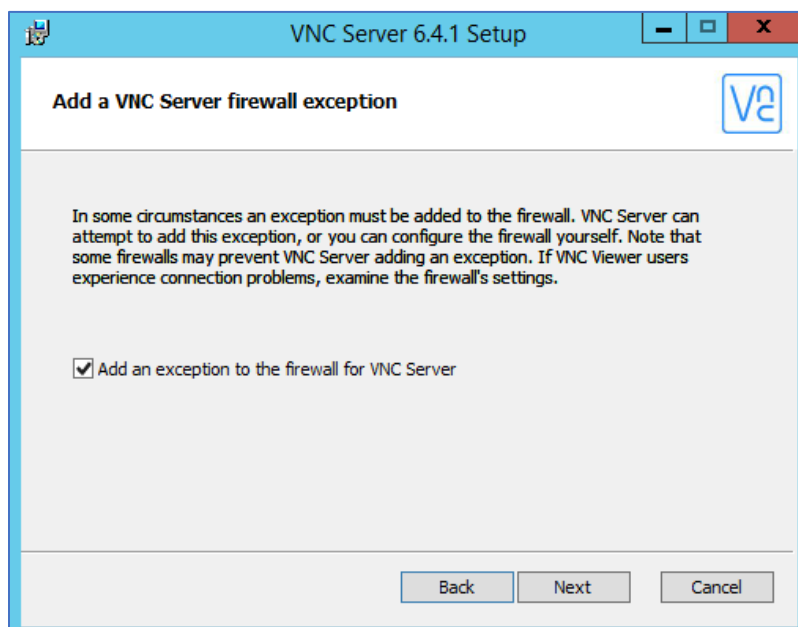 VNC Server 6.4.1 Setup
Add a VNC Server firewall exception
In some circumstances an exception must be added to the firewall. VNC Server can
attempt to add this exception, or you can configure the firewall yourself. Note that
some firewalls may prevent VNC Server adding an exception. If VNC Viewer users
experience connection problems, examine the firewall's settings.
Add an exception to the firewall for VNC Server
Back Next Cancel